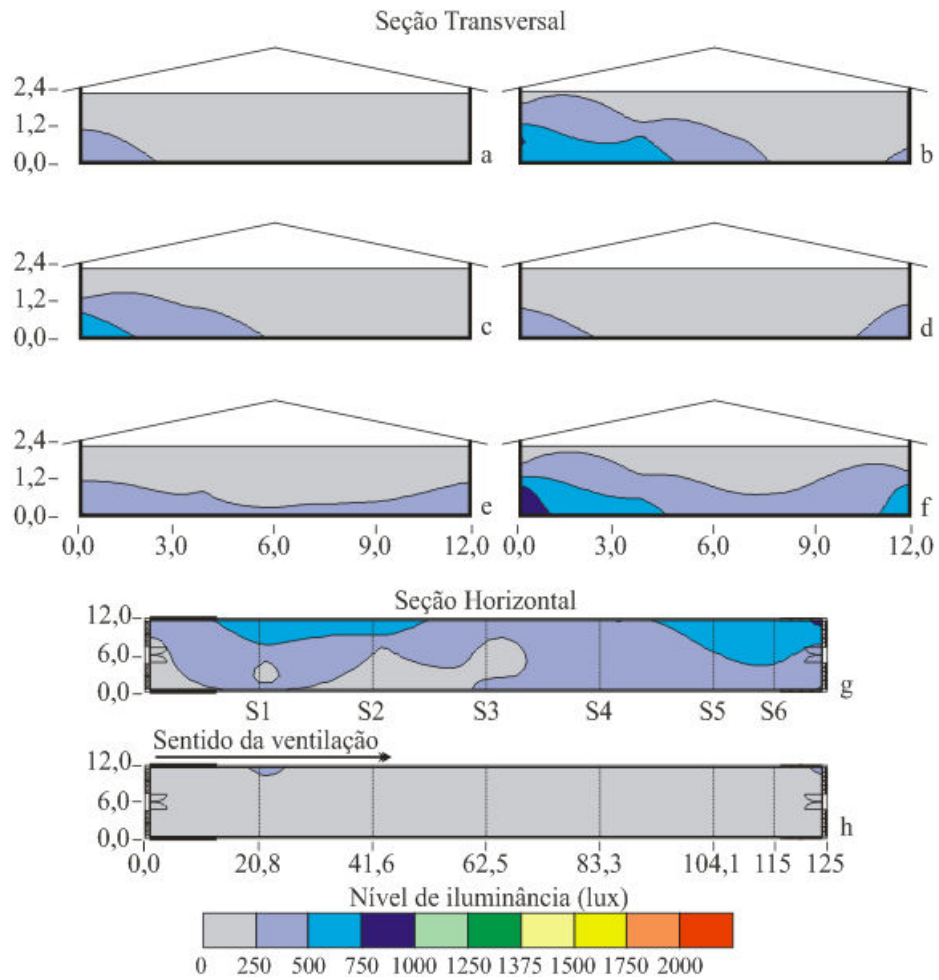 Seção Transversal
2,4
1,2
0,0
a b
2,4
1,2
0,0
c d
2,4
1,2
0,0
e f
0,0 3,0 6,0 9,0 12,0 0,0 3,0 6,0 9,0 12,0
Seção Horizontal
12,0
6,0
0,0
g
S1 S2 S3 S4 S5 S6
Sentido da ventilação
12,0
6,0
0,0
h
0,0 20,8 41,6 62,5 83,3 104,1 115 125
Nível de iluminância (lux)
0 250 500 750 1000 1250 1375 1500 1750 2000